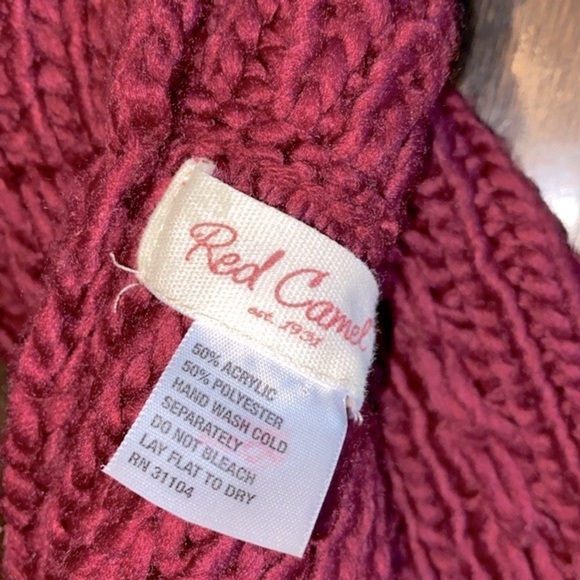 Red Camel
est. 1931
50% ACRYLIC
50% POLYESTER
HAND WASH COLD
SEPARATELY
DO NOT BLEACH
LAY FLAT TO DRY
RN 31104